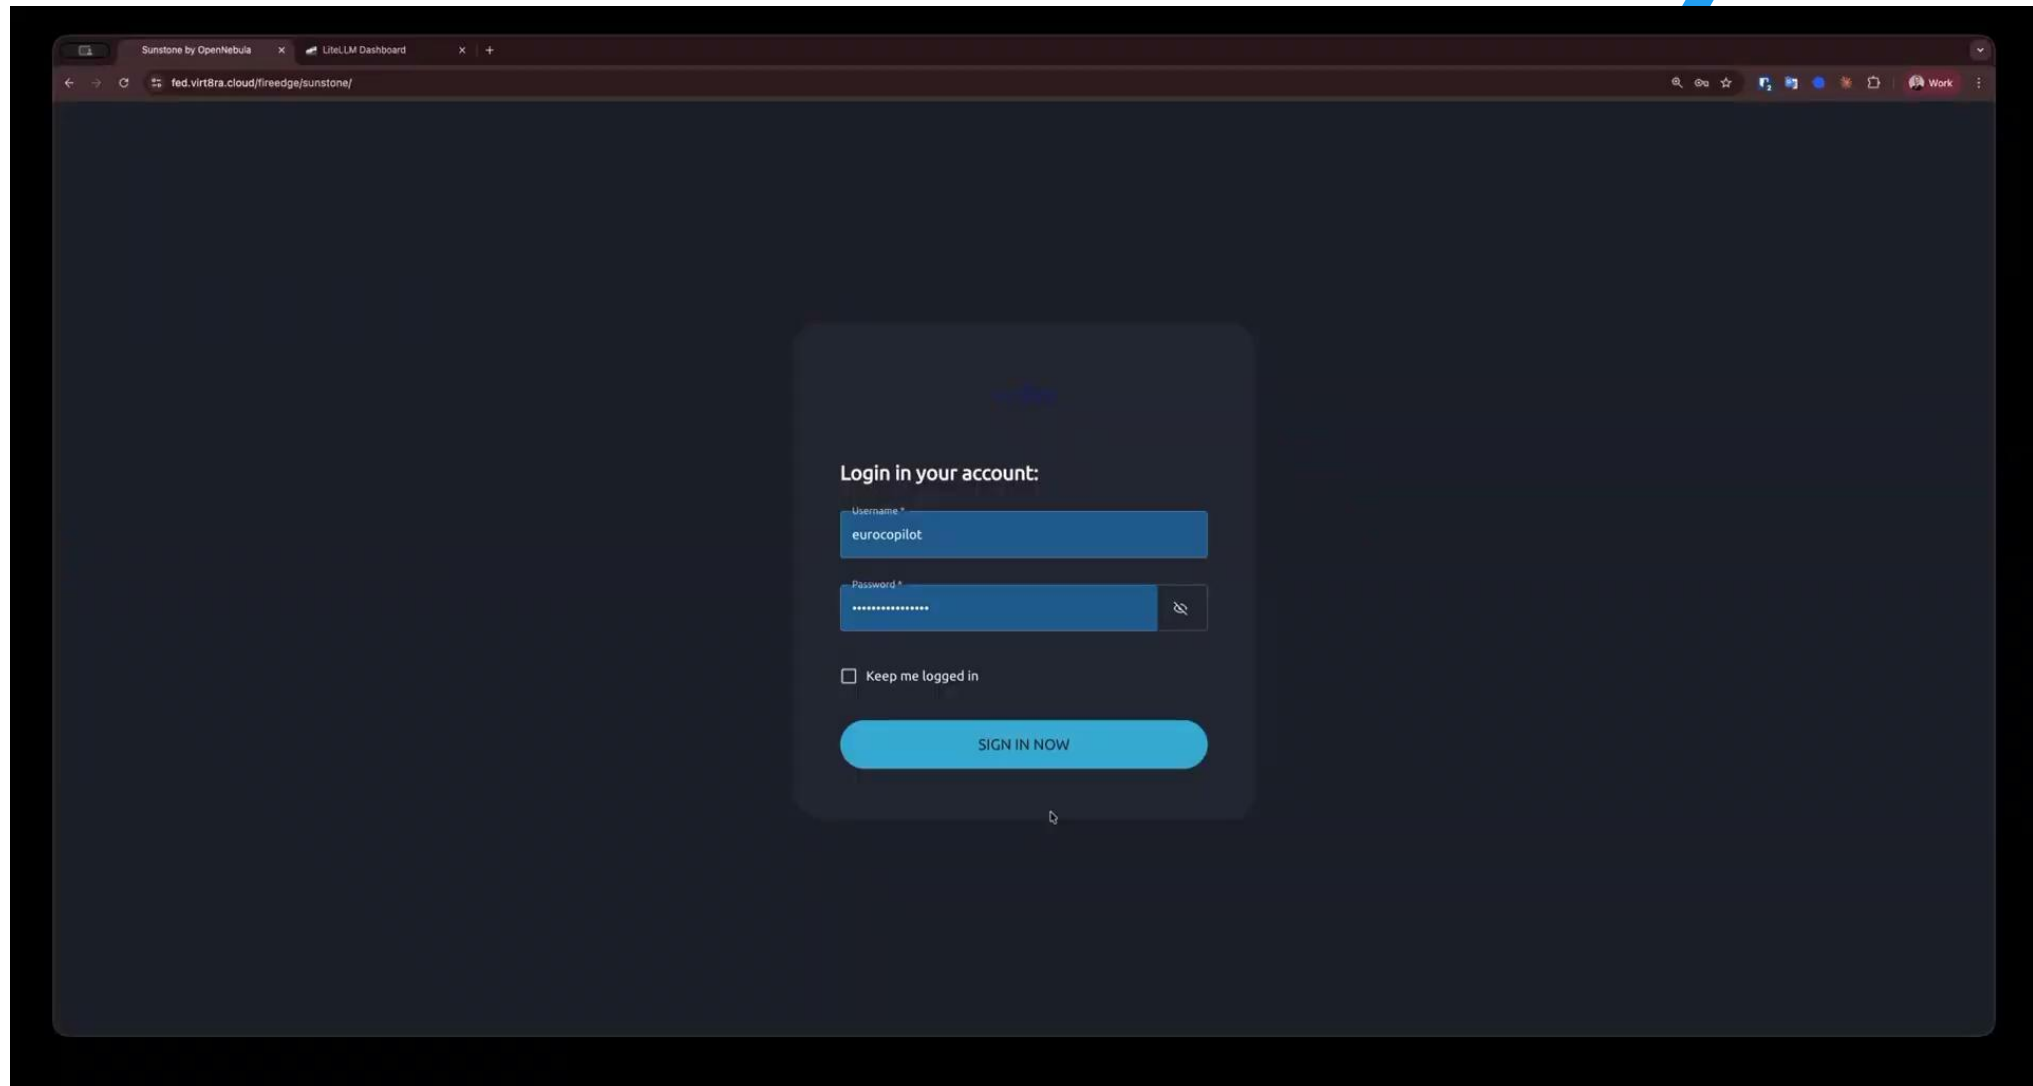 Sunstone by OpenNebula
LiteLLM Dashboard
fed.virt8ra.cloud/fireedge/sunstone/
Work
Login in your account:
Username *
eurocopilot
Password *
••••••••••••••••
Keep me logged in
SIGN IN NOW